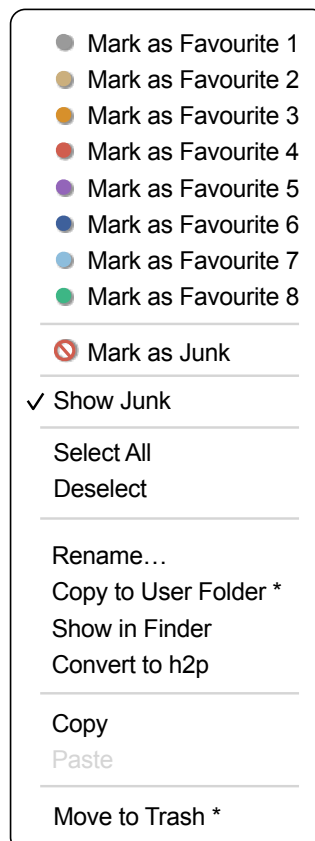 Mark as Favourite 1
Mark as Favourite 2
Mark as Favourite 3
Mark as Favourite 4
Mark as Favourite 5
Mark as Favourite 6
Mark as Favourite 7
Mark as Favourite 8
Mark as Junk
✓ Show Junk
Select All
Deselect
Rename…
Copy to User Folder *
Show in Finder
Convert to h2p
Copy
Paste
Move to Trash *